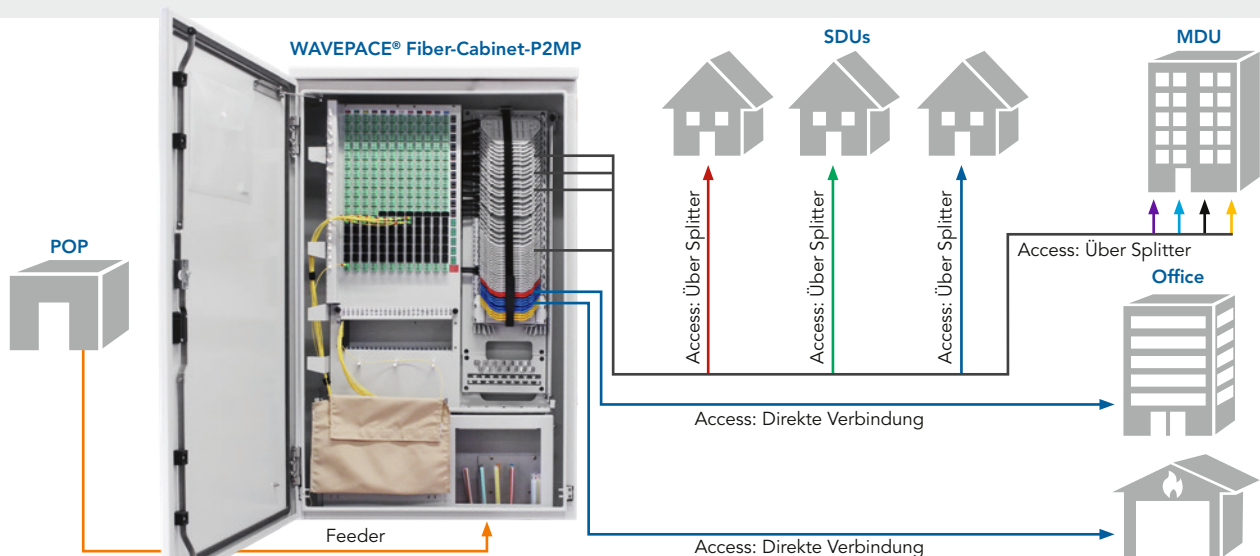 WAVEPACE® Fiber-Cabinet-P2MP
SDUs
MDU
POP
Access: Über Splitter
Access: Über Splitter
Access: Über Splitter
Access: Über Splitter
Office
Access: Direkte Verbindung
Feeder
Access: Direkte Verbindung